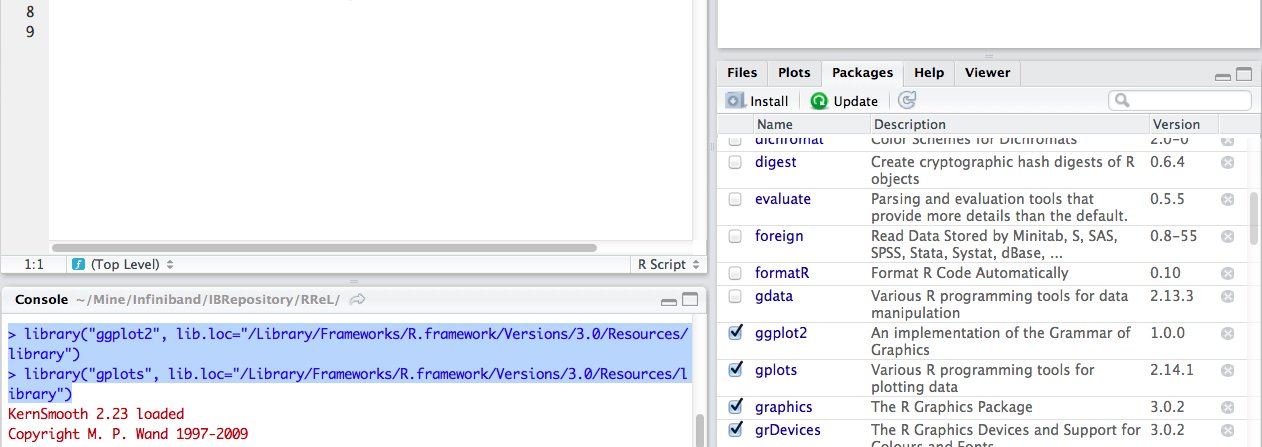 8
9
1:1 (Top Level) R Script
Console ~/Mine/Infiniband/IBRepository/RReL/
> library("ggplot2", lib.loc="/Library/Frameworks/R.framework/Versions/3.0/Resources/
library")
> library("gplots", lib.loc="/Library/Frameworks/R.framework/Versions/3.0/Resources/l
ibrary")
KernSmooth 2.23 loaded
Copyright M. P. Wand 1997-2009
Files Plots Packages Help Viewer
Install Update
Name Description Version
dichromat Color Schemes for Dichromats 2.0-0
digest Create cryptographic hash digests of R 0.6.4
objects
evaluate Parsing and evaluation tools that 0.5.5
provide more details than the default.
foreign Read Data Stored by Minitab, S, SAS, 0.8-55
SPSS, Stata, Systat, dBase, ...
formatR Format R Code Automatically 0.10
gdata Various R programming tools for data 2.13.3
manipulation
ggplot2 An implementation of the Grammar of 1.0.0
Graphics
gplots Various R programming tools for 2.14.1
plotting data
graphics The R Graphics Package 3.0.2
grDevices The R Graphics Devices and Support for 3.0.2
Colours and Fonts